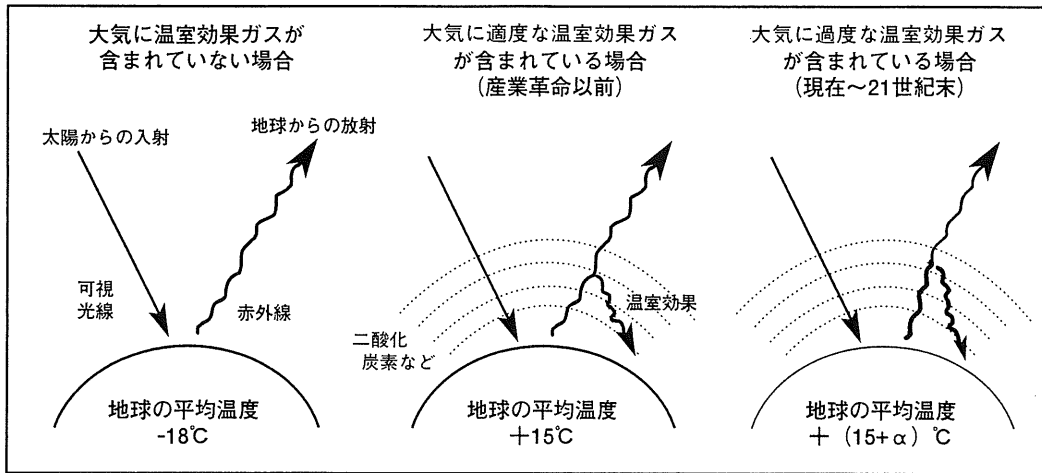 大気に温室効果ガスが
含まれていない場合
太陽からの入射
地球からの放射
可視
光線
赤外線
地球の平均温度
-18℃
大気に適度な温室効果ガス
が含まれている場合
(産業革命以前)
温室効果
二酸化
炭素など
地球の平均温度
＋15℃
大気に過度な温室効果ガス
が含まれている場合
(現在～21世紀末)
地球の平均温度
＋（15+α）℃